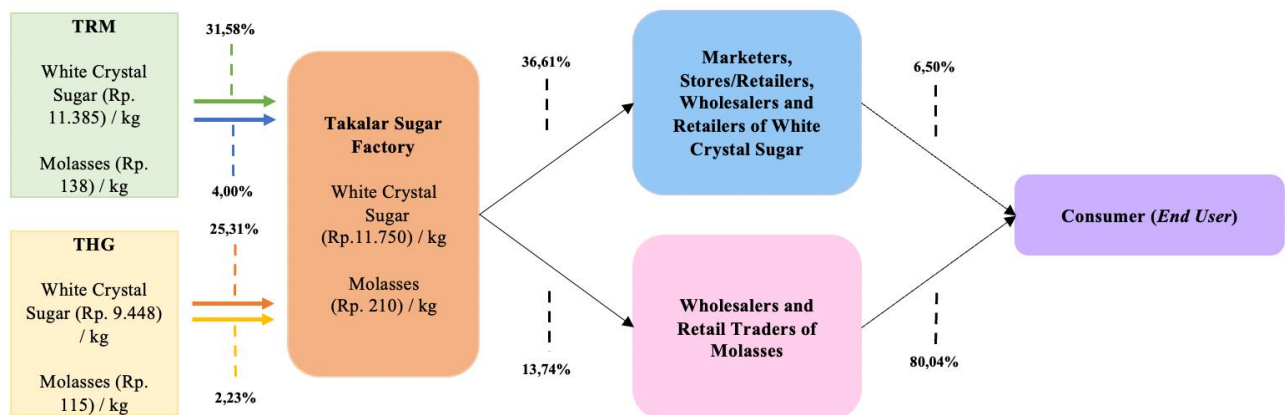 TRM
White Crystal
Sugar (Rp.
11.385) / kg
Molasses (Rp.
138) / kg
31,58%
4,00%
THG
White Crystal
Sugar (Rp. 9.448)
/ kg
Molasses (Rp.
115) / kg
25,31%
2,23%
Takalar Sugar
Factory
White Crystal
Sugar
(Rp.11.750) / kg
Molasses
(Rp. 210) / kg
36,61%
13,74%
Marketers,
Stores/Retailers,
Wholesalers and
Retailers of White
Crystal Sugar
Wholesalers and
Retail Traders of
Molasses
6,50%
80,04%
Consumer (End User)